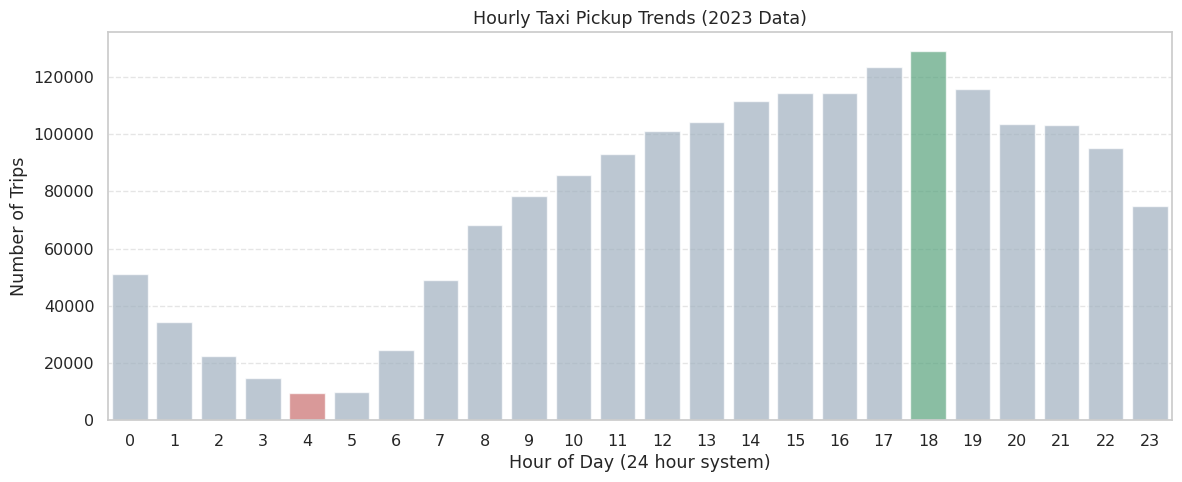 Hourly Taxi Pickup Trends (2023 Data)
Number of Trips
120000
100000
80000
60000
40000
20000
0
0 1 2 3 4 5 6 7 8 9 10 11 12 13 14 15 16 17 18 19 20 21 22 23
Hour of Day (24 hour system)